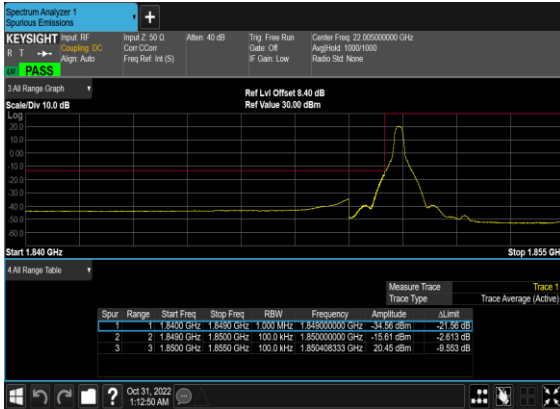 Spectrum Analyzer 1
Spurious Emissions
KEYSIGHT
R T
Input: RF
Coupling: DC
Align: Auto
Input Z: 50 Ω
Corr CCorr
Freq Ref: Int (S)
Atten: 40 dB
Trig: Free Run
Gate: Off
IF Gain: Low
Center Freq: 22.005000000 GHz
Avg|Hold: 1000/1000
Radio Std: None
PASS
3 All Range Graph
Scale/Div 10.0 dB
Ref Lvl Offset 8.40 dB
Ref Value 30.00 dBm
Log
20.0
10.0
0.00
-10.0
-20.0
-30.0
-40.0
-50.0
-60.0
Start 1.840 GHz
Stop 1.855 GH
4 All Range Table
Measure Trace Trace 1
Trace Type Trace Average (Active)
Spur Range Start Freq Stop Freq RBW Frequency Amplitude ΔLimit
1 1 1.8400 GHz 1.8490 GHz 1.000 MHz 1.849000000 GHz -34.56 dBm -21.56 dB
2 2 1.8490 GHz 1.8500 GHz 100.0 kHz 1.850000000 GHz -15.61 dBm -2.613 dB
3 3 1.8500 GHz 1.8550 GHz 100.0 kHz 1.850408333 GHz 20.45 dBm -9.553 dB
Oct 31, 2022
1:12:50 AM